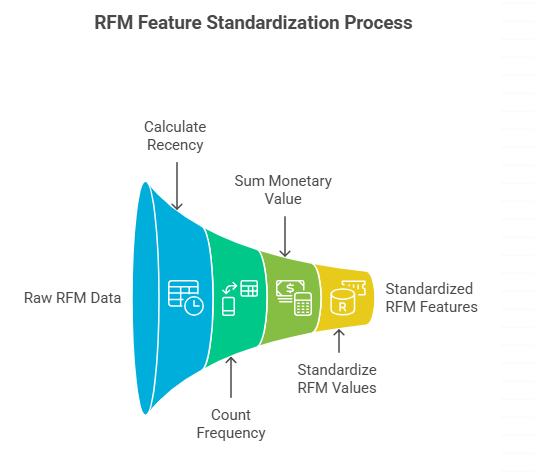 RFM Feature Standardization Process
Calculate
Recency
Sum Monetary
Value
Raw RFM Data
$
R
Standardized
RFM Features
Standardize
RFM Values
Count
Frequency